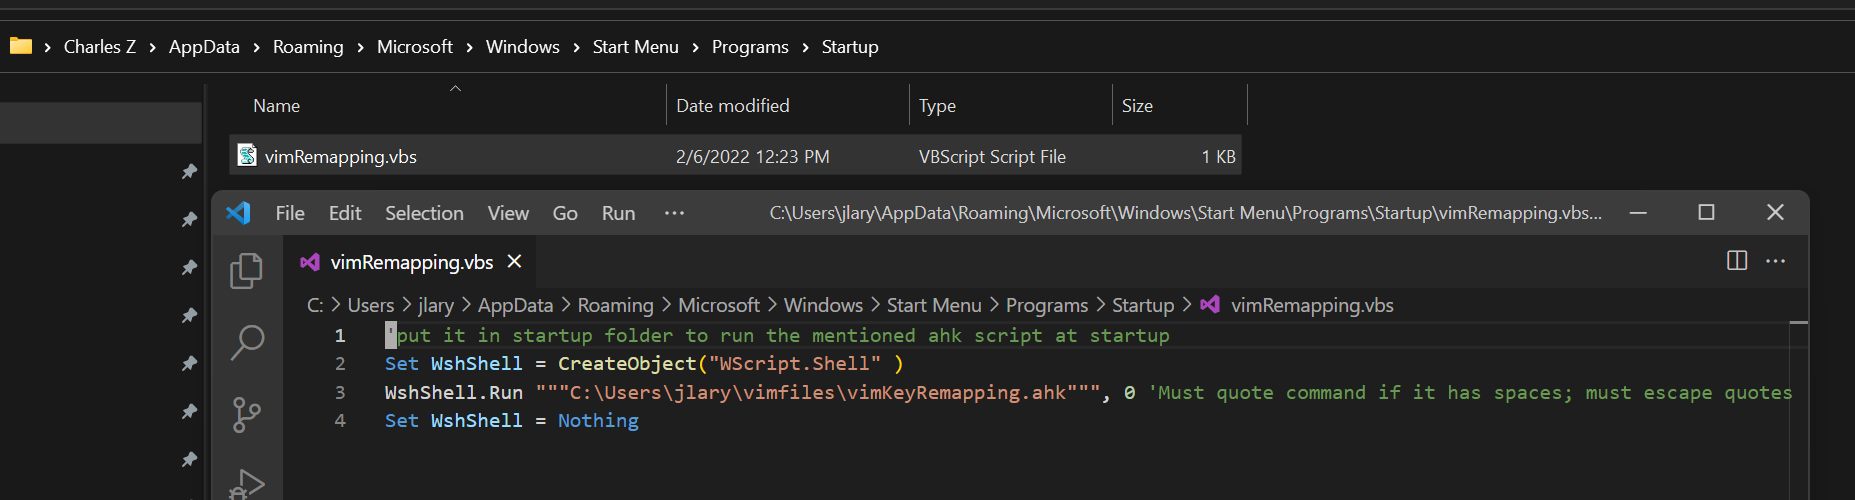 Charles Z > AppData > Roaming > Microsoft > Windows > Start Menu > Programs > Startup
Name Date modified Type Size
vimRemapping.vbs 2/6/2022 12:23 PM VBScript Script File 1 KB
File Edit Selection View Go Run ··· C:\Users\jlary\AppData\Roaming\Microsoft\Windows\Start Menu\Programs\Startup\vimRemapping.vbs...
vimRemapping.vbs
C: > Users > jlary > AppData > Roaming > Microsoft > Windows > Start Menu > Programs > Startup > vimRemapping.vbs
1 'put it in startup folder to run the mentioned ahk script at startup
2 Set WshShell = CreateObject("WScript.Shell" )
3 WshShell.Run """C:\Users\jlary\vimfiles\vimKeyRemapping.ahk""", 0 'Must quote command if it has spaces; must escape quotes
4 Set WshShell = Nothing